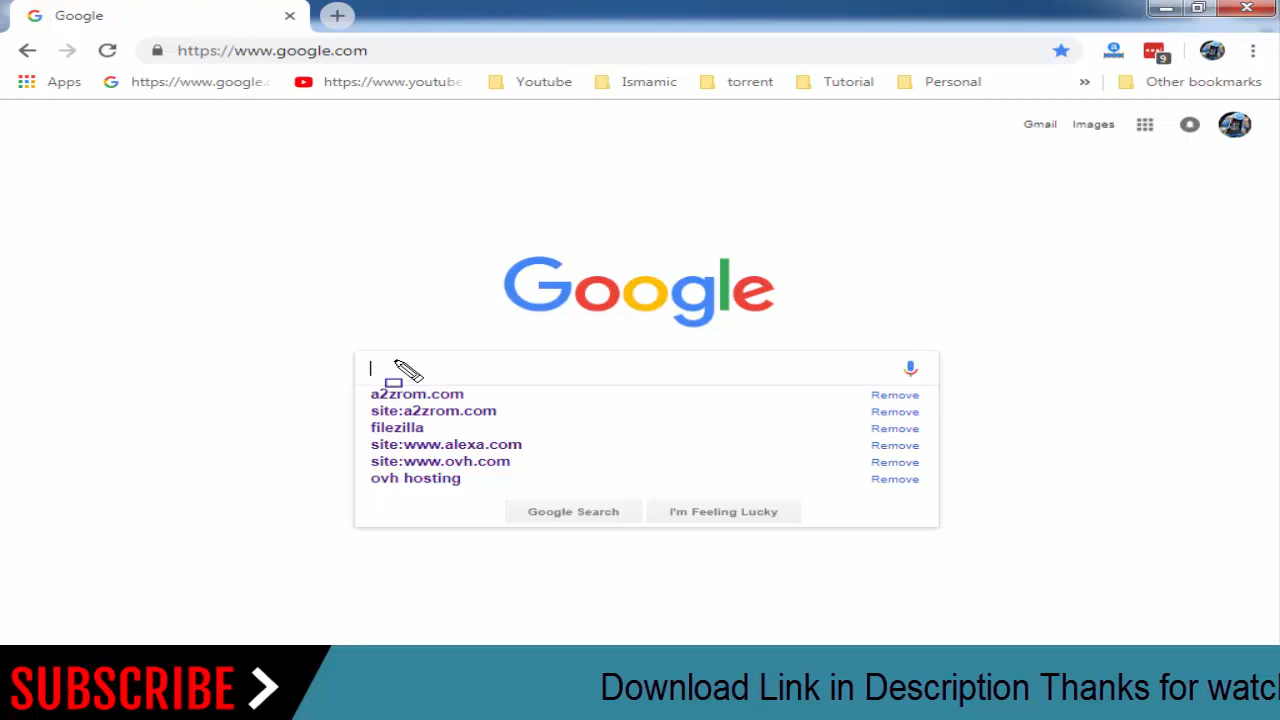 Google
https://www.google.com
9
Apps
https://www.google.c
https://www.youtube
Youtube
Ismamic
torrent
Tutorial
Personal
»
Other bookmarks
Gmail
Images
Google
a2zrom.com
Remove
site:a2zrom.com
Remove
filezilla
Remove
site:www.alexa.com
Remove
site:www.ovh.com
Remove
ovh hosting
Remove
Google Search
I'm Feeling Lucky
SUBSCRIBE
Download Link in Description Thanks for watc